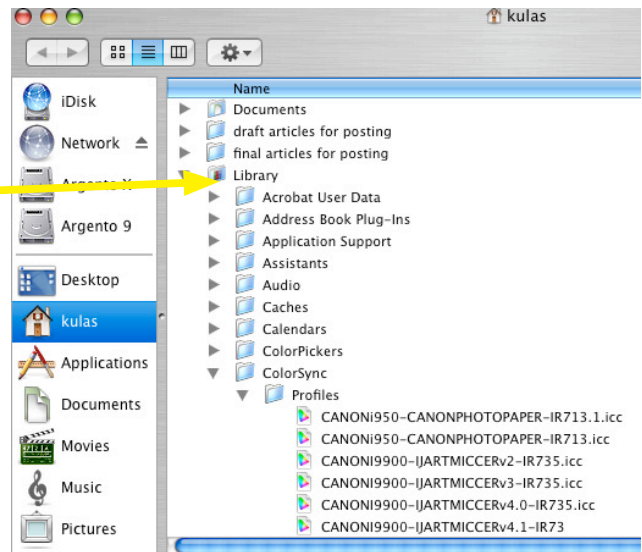 kulas
Name
iDisk
Network
Argento 9
Desktop
kulas
Applications
Documents
Movies
Music
Pictures
Documents
draft articles for posting
final articles for posting
Library
Acrobat User Data
Address Book Plug-Ins
Application Support
Assistants
Audio
Caches
Calendars
ColorPickers
ColorSync
Profiles
CANONi950-CANONPHOTOPAPER-IR713.1.icc
CANONi950-CANONPHOTOPAPER-IR713.icc
CANONI9900-IJARTMICCERv2-IR735.icc
CANONI9900-IJARTMICCERv3-IR735.icc
CANONI9900-IJARTMICCERv4.0-IR735.icc
CANONI9900-IJARTMICCERv4.1-IR73